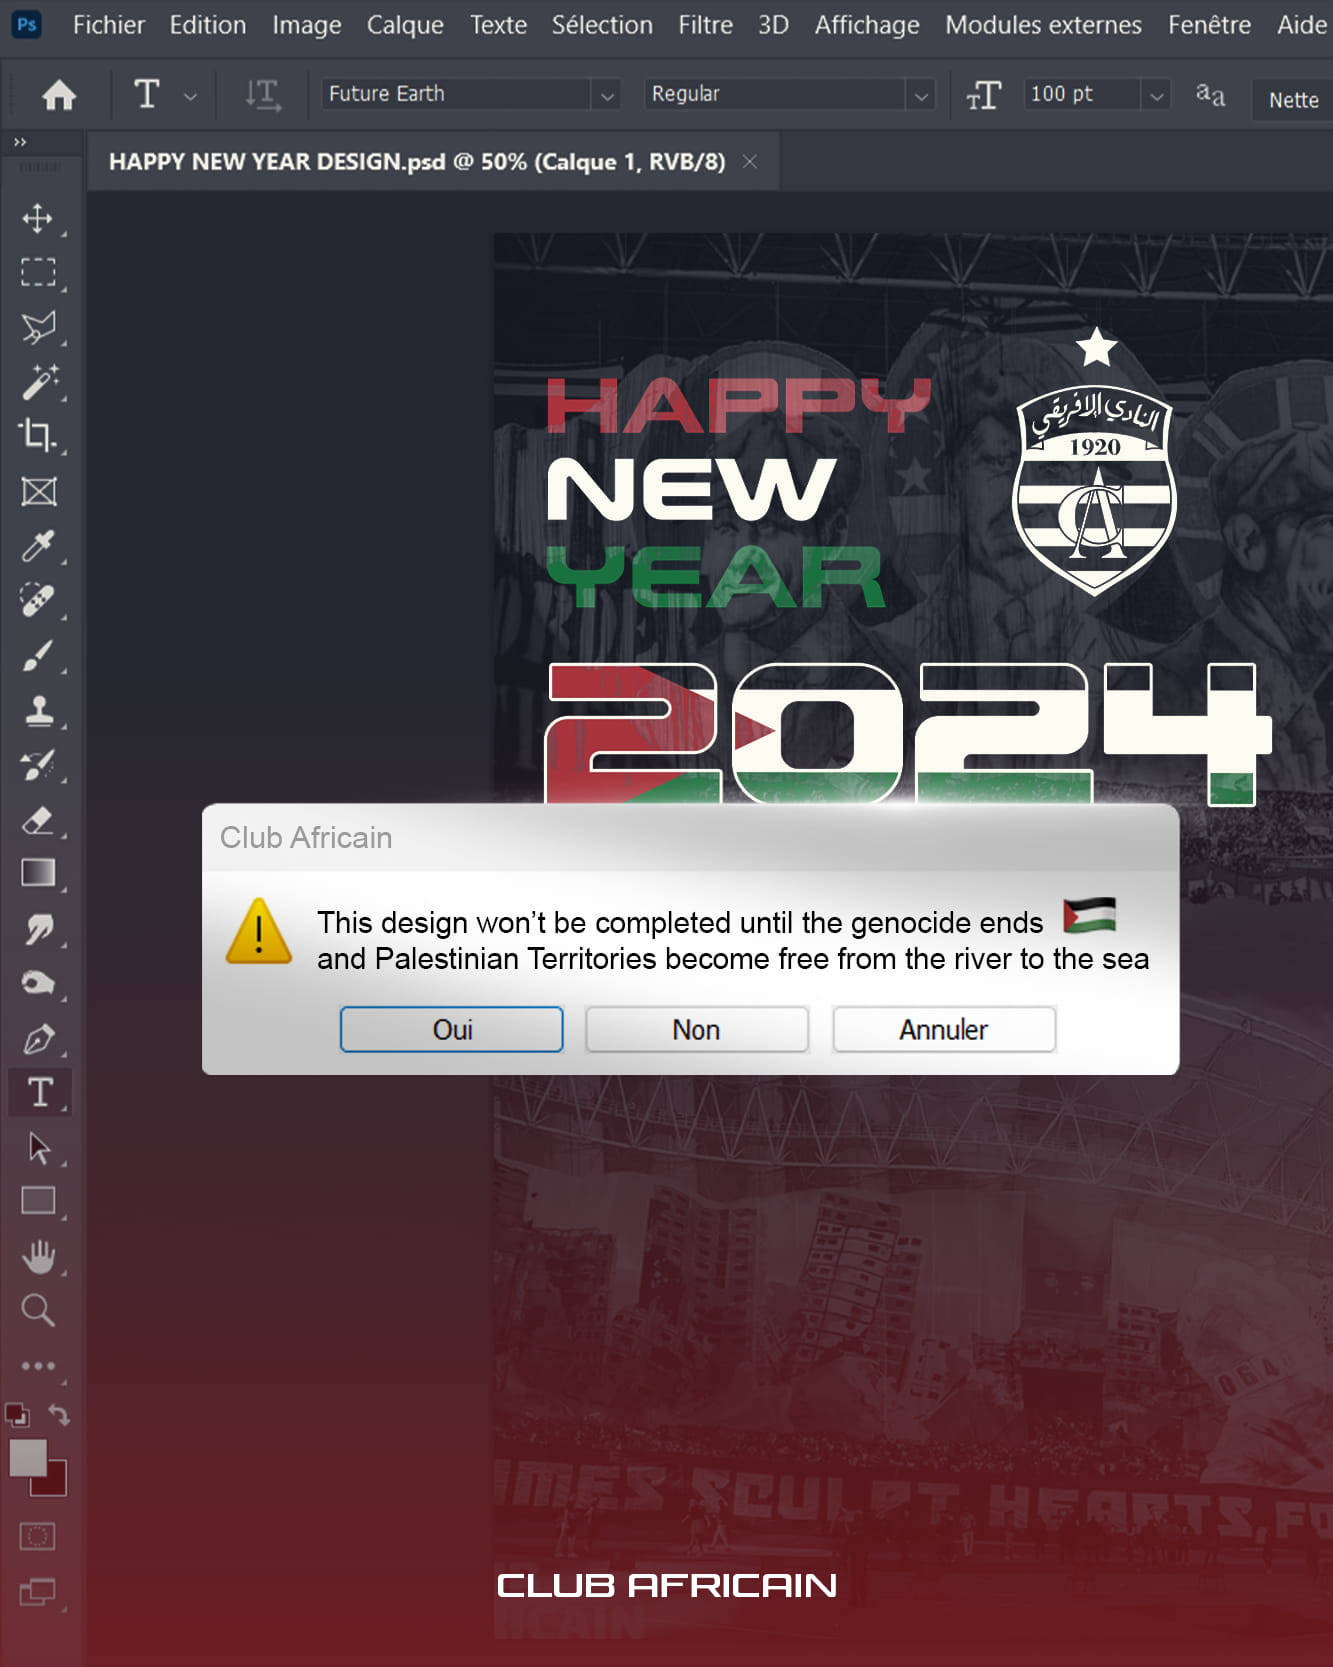 Ps Fichier Edition Image Calque Texte Sélection Filtre 3D Affichage Modules externes Fenêtre Aide
T Future Earth Regular 100 pt aa Nette
HAPPY NEW YEAR DESIGN.psd @ 50% (Calque 1, RVB/8)
HAPPY
NEW
YEAR
النادي الإفريقي
1920
CA
2024
Club Africain
This design won’t be completed until the genocide ends
and Palestinian Territories become free from the river to the sea
Oui Non Annuler
064
IMES SCULPT HEARTS, FO
CLUB AFRICAIN
RICAIN